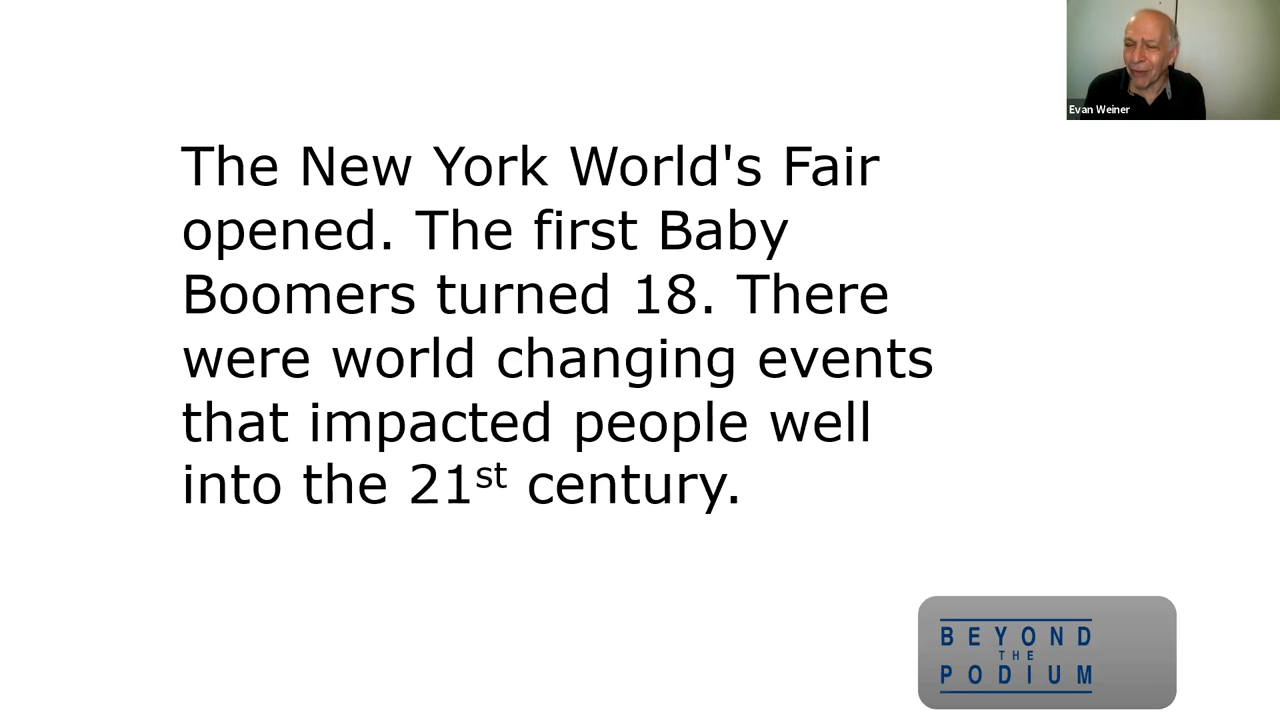 Evan Weiner
The New York World's Fair
opened. The first Baby
Boomers turned 18. There
were world changing events
that impacted people well
into the 21st century.
BEYOND
THE
PODIUM